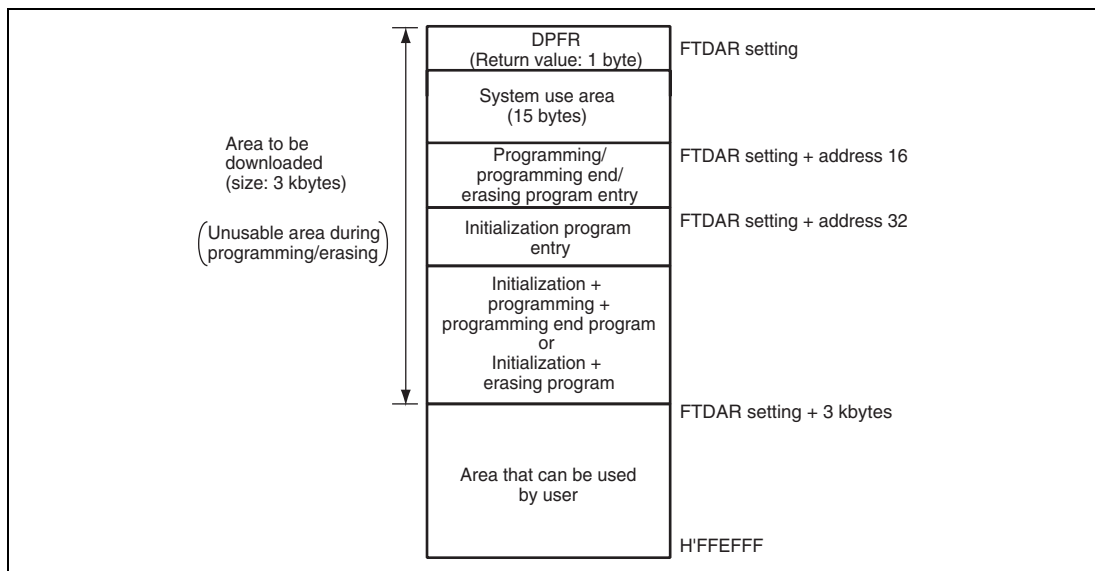 DPFR
(Return value: 1 byte)
FTDAR setting
System use area
(15 bytes)
Area to be
downloaded
(size: 3 kbytes)
(Unusable area during
programming/erasing)
Programming/
programming end/
erasing program entry
FTDAR setting + address 16
Initialization program
entry
FTDAR setting + address 32
Initialization +
programming +
programming end program
or
Initialization +
erasing program
FTDAR setting + 3 kbytes
Area that can be used
by user
H'FFEFFF